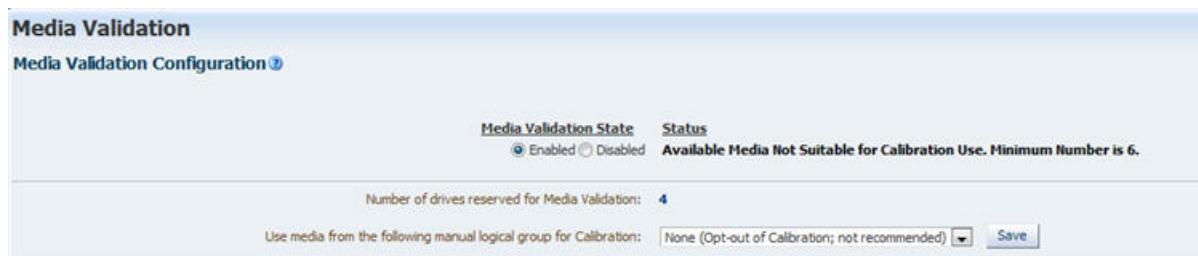 Media Validation
Media Validation Configuration
Media Validation State Status
Enabled Disabled Available Media Not Suitable for Calibration Use. Minimum Number is 6.
Number of drives reserved for Media Validation: 4
Use media from the following manual logical group for Calibration: None (Opt-out of Calibration; not recommended) Save